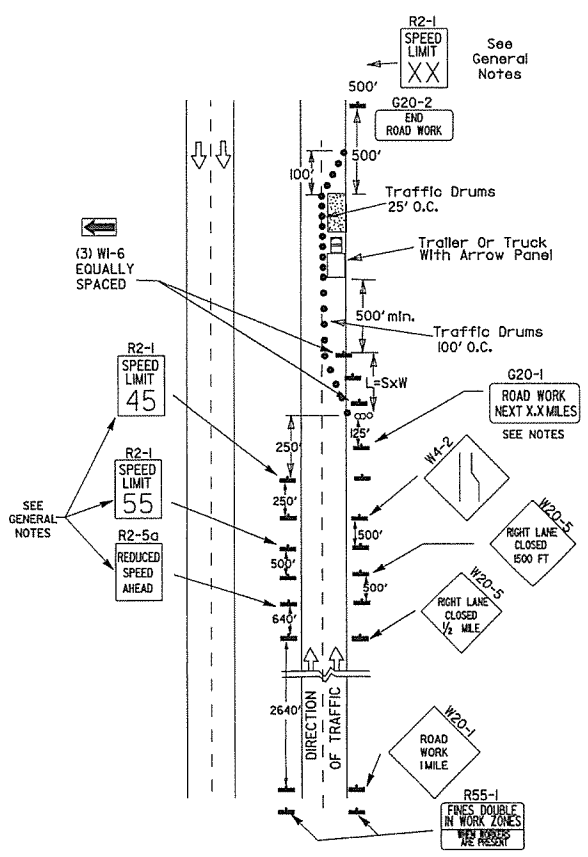 R2-1
SPEED
LIMIT
XX
See
General
Notes
500'
G20-2
END
ROAD WORK
500'
100'
Traffic Drums
25' O.C.
Trailer Or Truck
With Arrow Panel
(3) W1-6
EQUALLY
SPACED
500' min.
Traffic Drums
100' O.C.
L=SxW
G20-1
ROAD WORK
NEXT X.X MILES
SEE NOTES
125'
R2-1
SPEED
LIMIT
45
250'
250'
W4-2
R2-1
SPEED
LIMIT
55
SEE
GENERAL
NOTES
500'
500'
W20-5
RIGHT LANE
CLOSED
1500 FT
R2-5a
REDUCED
SPEED
AHEAD
500'
640'
W20-5
RIGHT LANE
CLOSED
1/2 MILE
2640'
DIRECTION
OF TRAFFIC
W20-1
ROAD
WORK
1 MILE
R55-1
FINES DOUBLE
IN WORK ZONES
WHEN WORKERS
ARE PRESENT